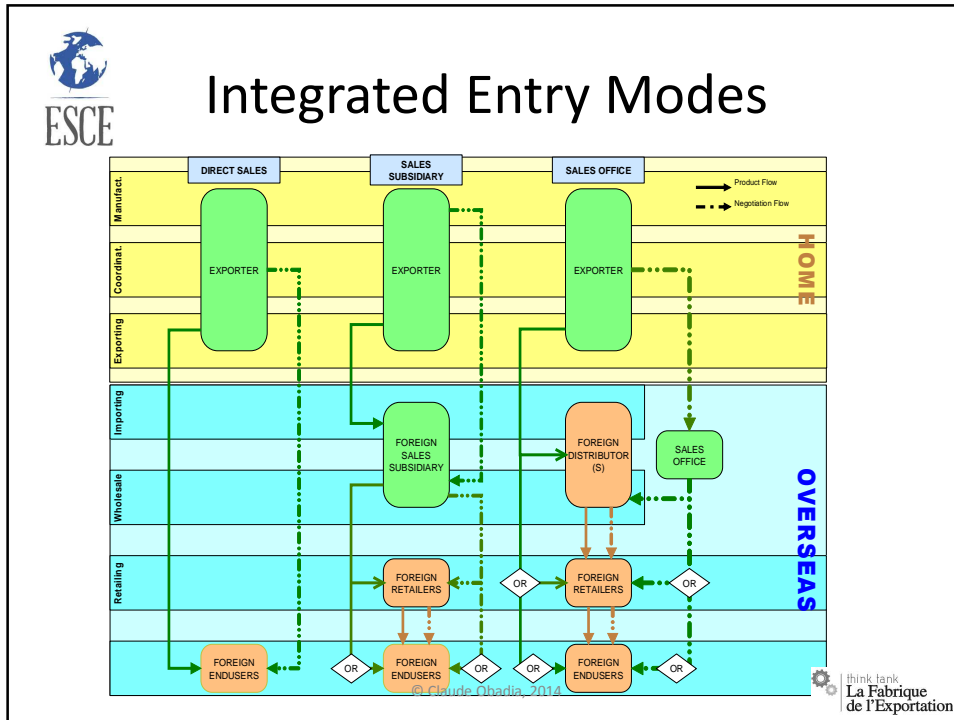 ESCE
Integrated Entry Modes
DIRECT SALES
SALES
SUBSIDIARY
SALES OFFICE
Product Flow
Negotiation Flow
Manufact.
Coordinat.
Exporting
HOME
EXPORTER
EXPORTER
EXPORTER
Importing
Wholesale
Retailing
OVERSEAS
FOREIGN
SALES
SUBSIDIARY
FOREIGN
DISTRIBUTOR
(S)
SALES
OFFICE
FOREIGN
RETAILERS
OR
FOREIGN
RETAILERS
OR
FOREIGN
ENDUSERS
OR
FOREIGN
ENDUSERS
OR
OR
FOREIGN
ENDUSERS
OR
© Claude Obadia, 2014
think tank
La Fabrique
de l'Exportation